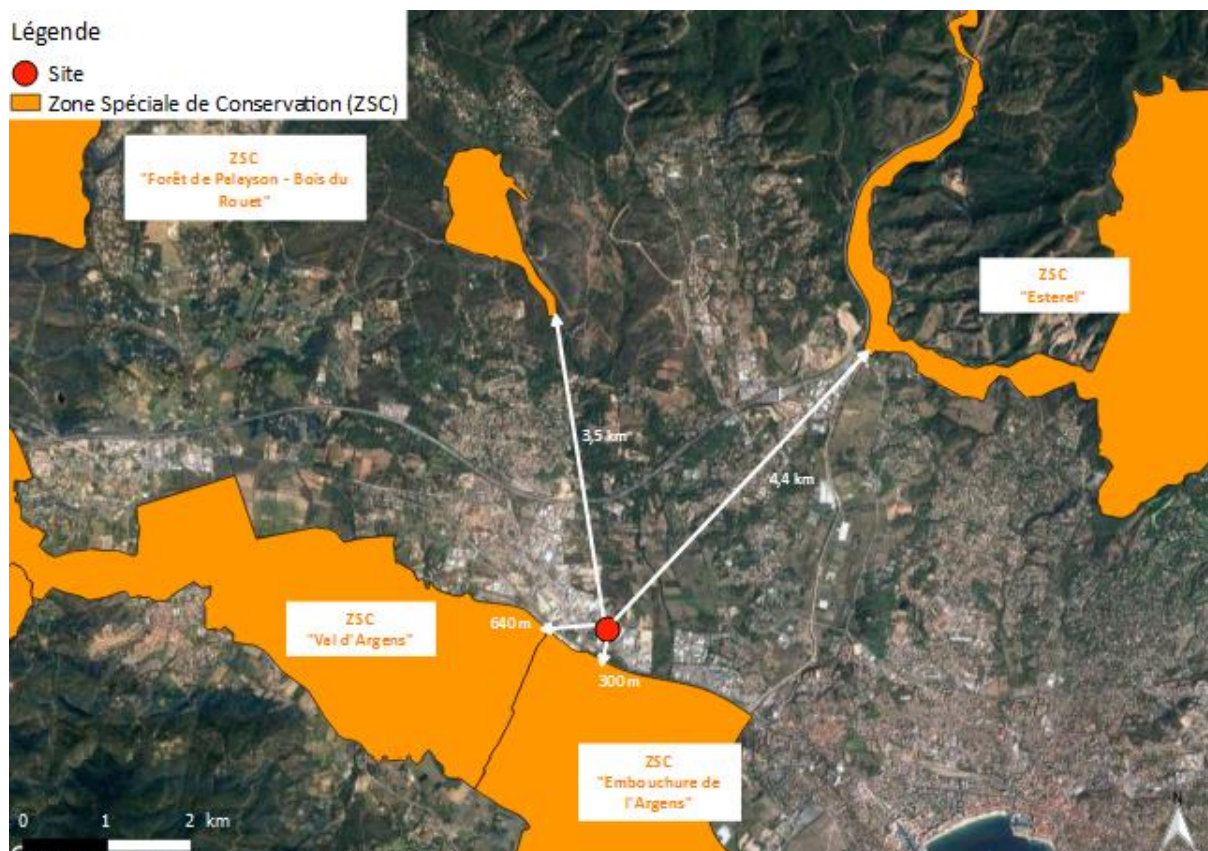 Légende
Site
Zone Spéciale de Conservation (ZSC)
ZSC
"Forêt de Palayson - Bois du
Rouet"
ZSC
"Esterel"
3,5 km
4,4 km
640 m
ZSC
"Val d'Argens"
300 m
ZSC
"Embouchure de
l'Argens"
0 1 2 km
N